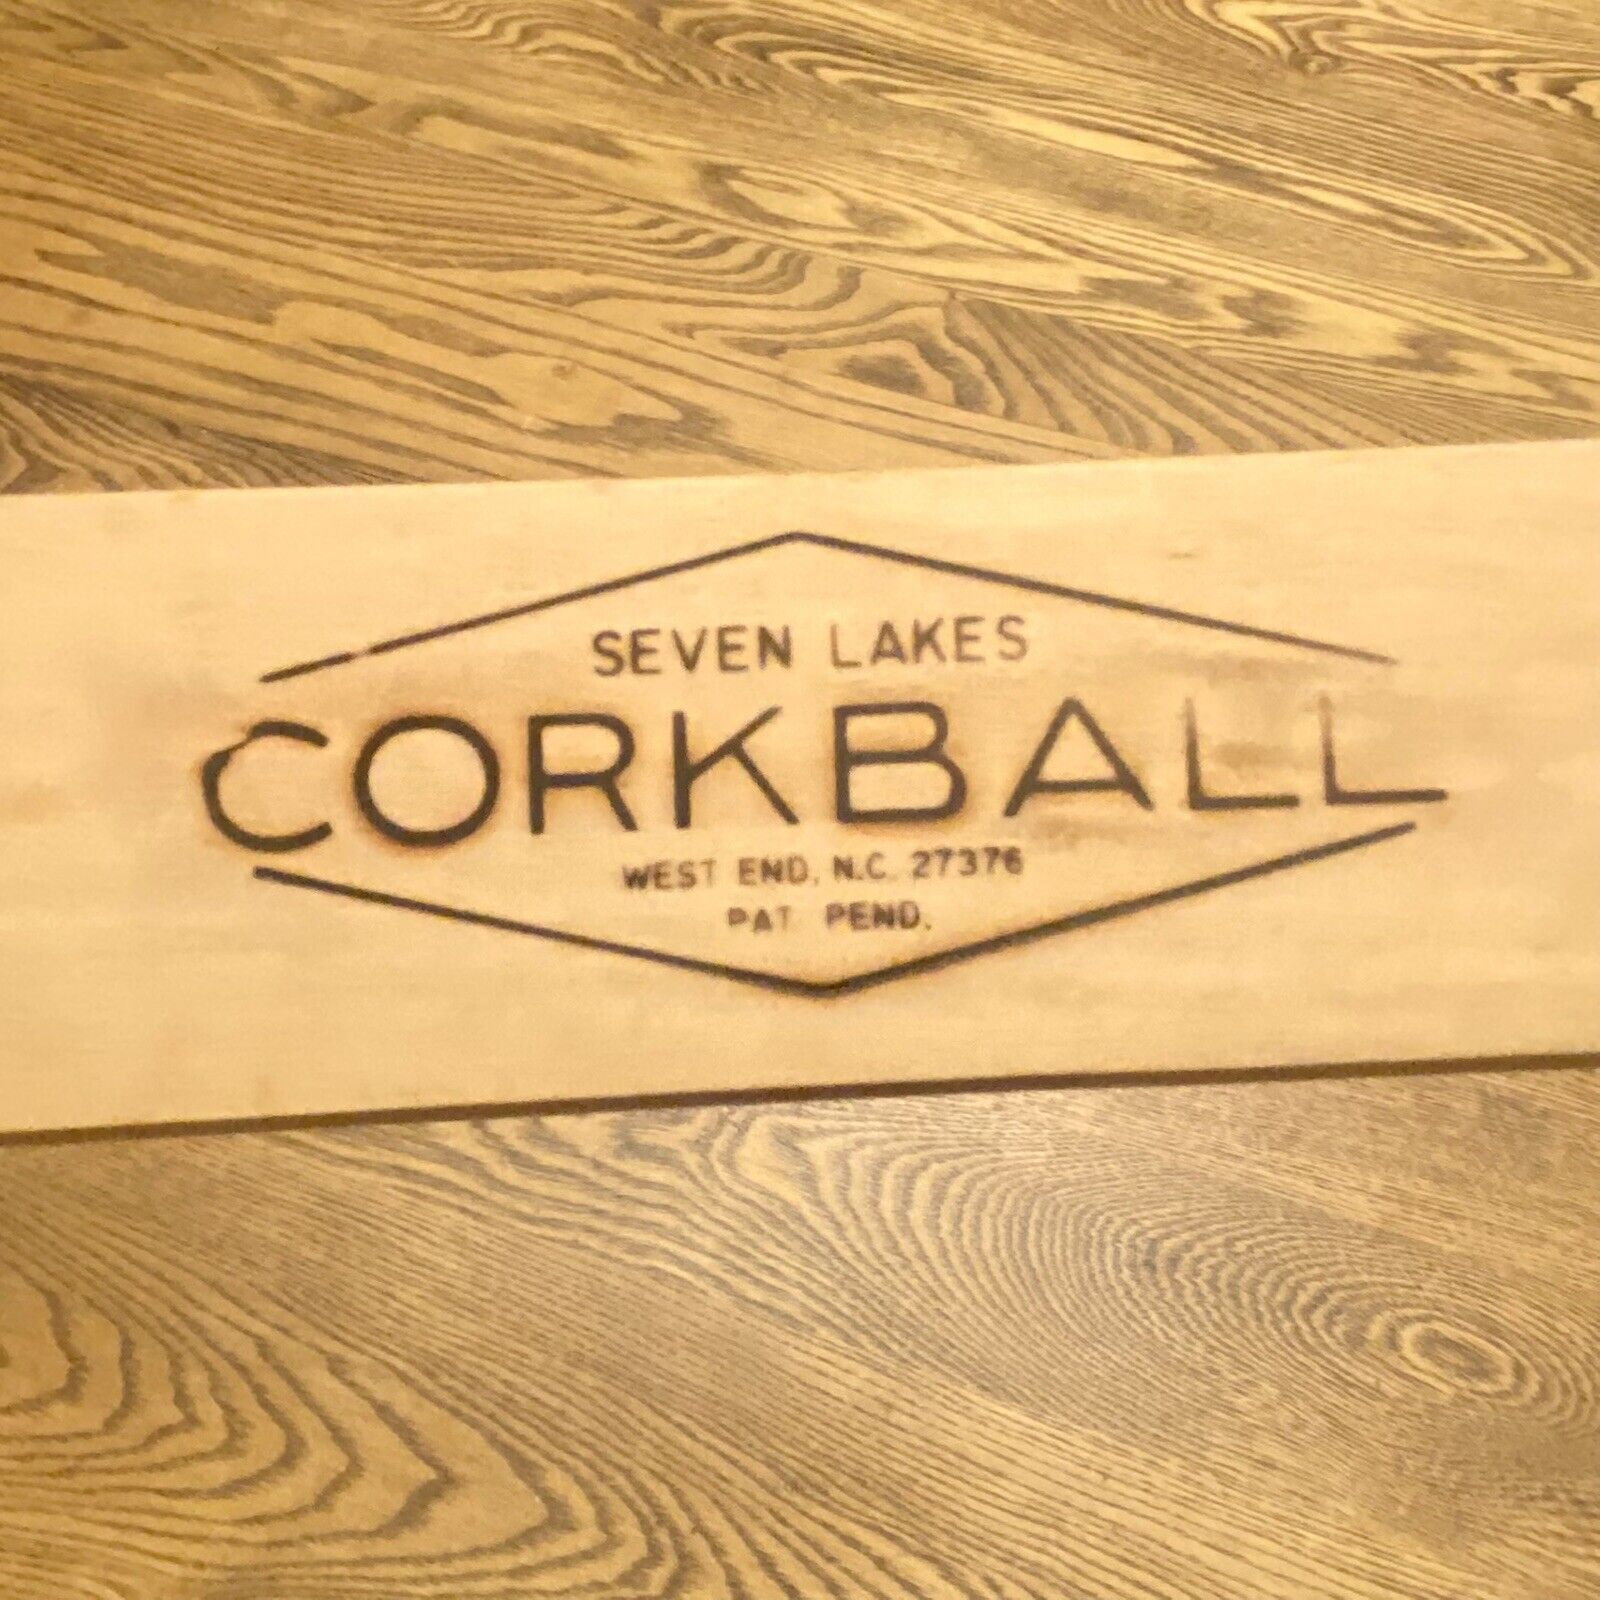 SEVEN LAKES
CORKBALL
WEST END, N.C. 27376
PAT. PEND.